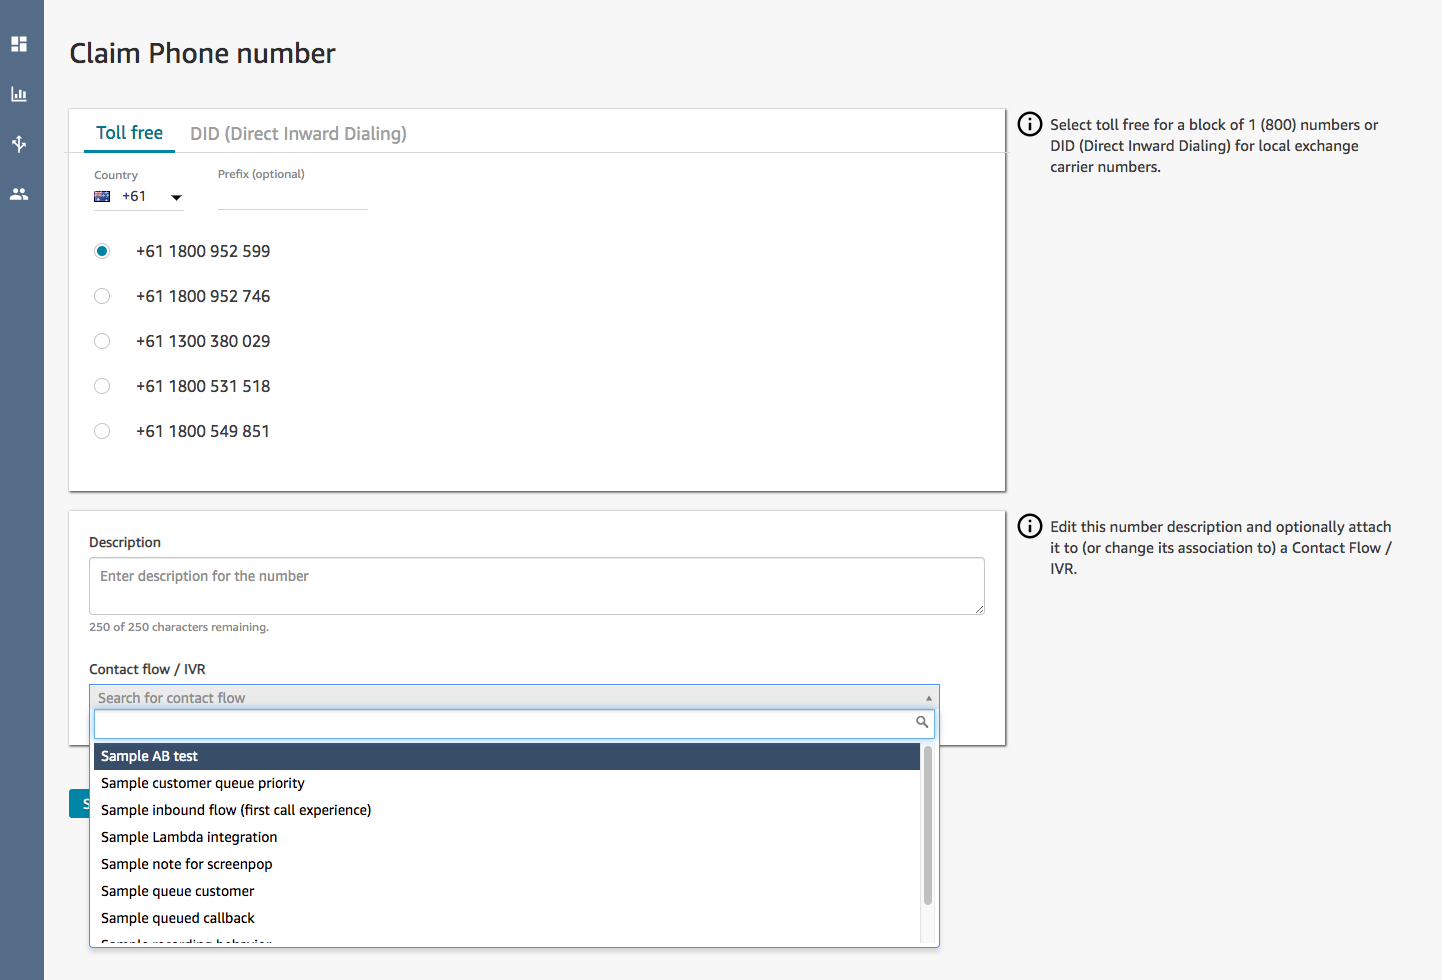 Claim Phone number
Toll free
DID (Direct Inward Dialing)
Country
Prefix (optional)
+61
+61 1800 952 599
+61 1800 952 746
+61 1300 380 029
+61 1800 531 518
+61 1800 549 851
Select toll free for a block of 1 (800) numbers or
DID (Direct Inward Dialing) for local exchange
carrier numbers.
Description
Enter description for the number
250 of 250 characters remaining.
Edit this number description and optionally attach
it to (or change its association to) a Contact Flow /
IVR.
Contact flow / IVR
Search for contact flow
Sample AB test
Sample customer queue priority
Sample inbound flow (first call experience)
Sample Lambda integration
Sample note for screenpop
Sample queue customer
Sample queued callback
Sample recording behavior